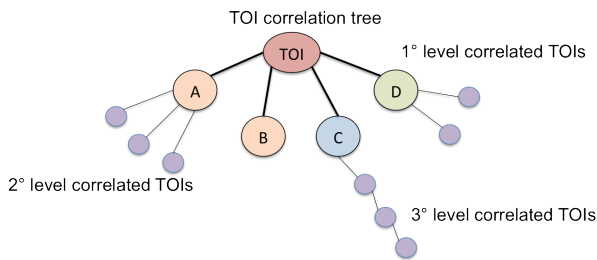 TOI correlation tree
TOI
1° level correlated TOIs
A
D
B
C
2° level correlated TOIs
3° level correlated TOIs